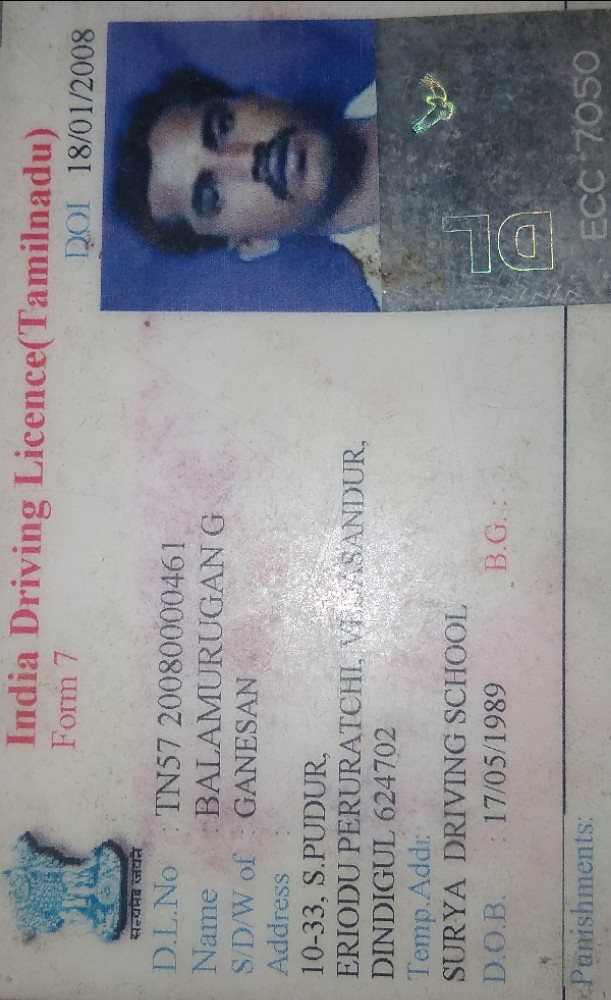 India Driving Licence(Tamilnadu)
Form 7
DOI 18/01/2008
सत्यमेव जयते
D.L.No : TN57 20080000461
Name : BALAMURUGAN G
S/D/W of : GANESAN
Address :
10-33, S.PUDUR,
ERIODU PERURATCHI, VEDASANDUR,
DINDIGUL 624702
Temp.Addr:
SURYA DRIVING SCHOOL
D.O.B. : 17/05/1989 B.G. :
Punishments:
DL
ECC 7050